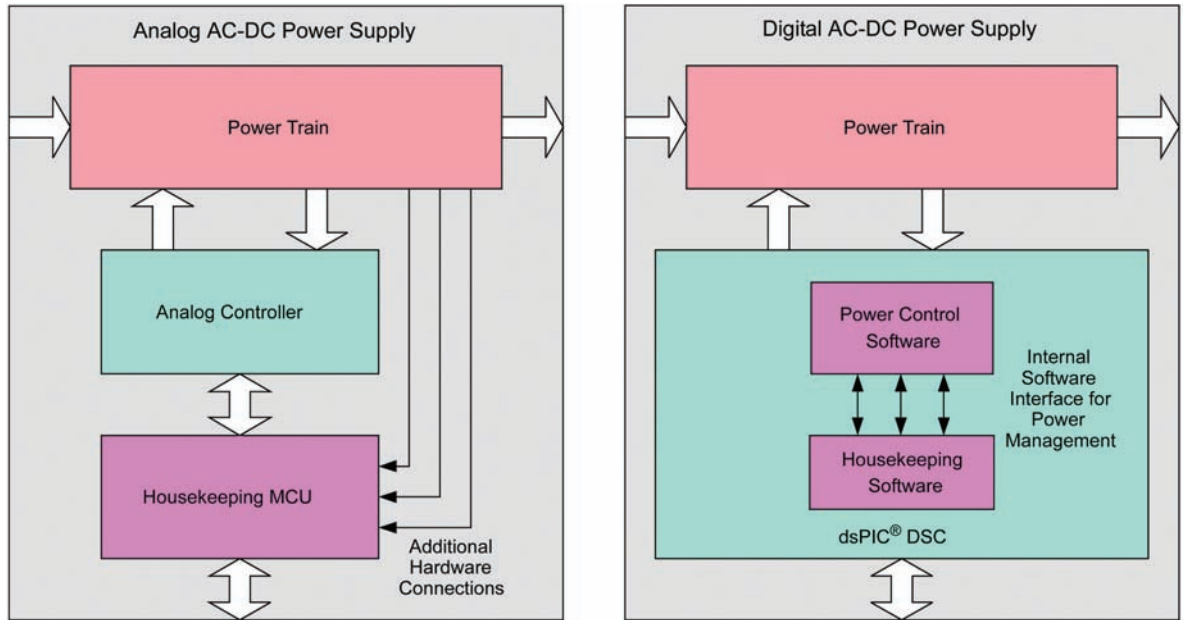 Analog AC-DC Power Supply
Power Train
Analog Controller
Housekeeping MCU
Additional
Hardware
Connections
Digital AC-DC Power Supply
Power Train
Power Control
Software
Internal
Software
Interface for
Power
Management
Housekeeping
Software
dsPIC® DSC